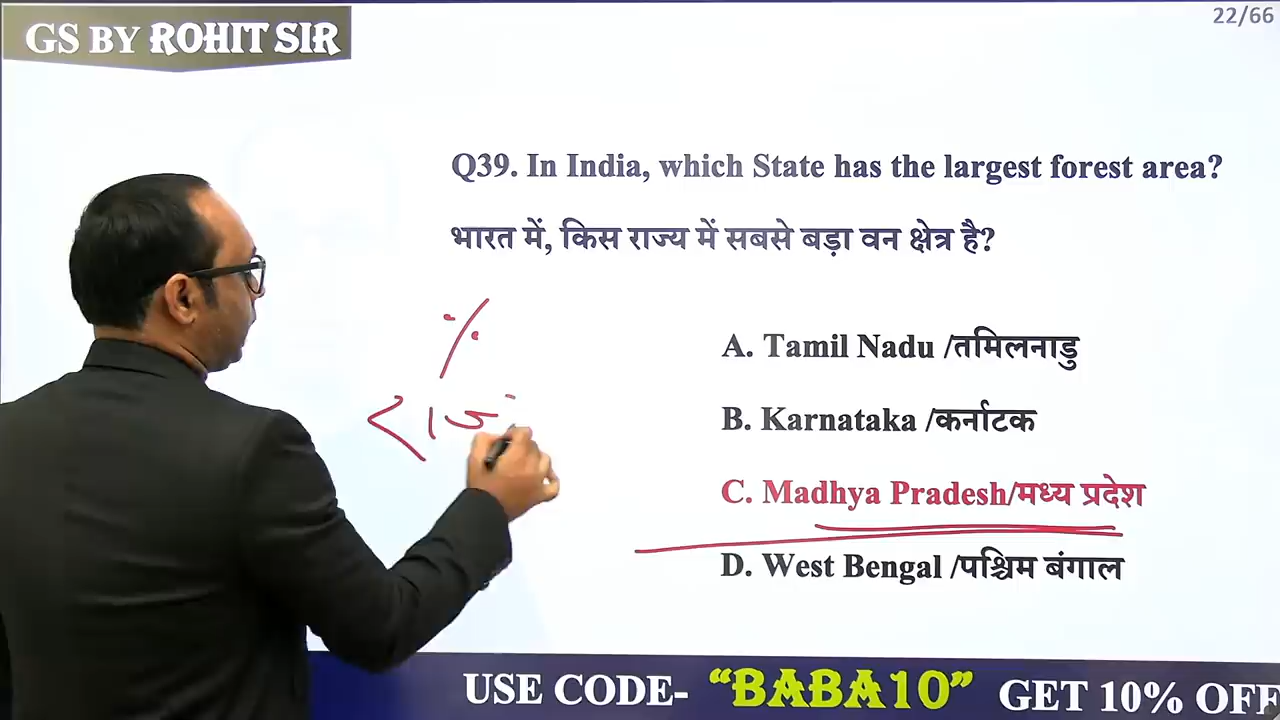 GS BY ROHIT SIR
22/66
Q39. In India, which State has the largest forest area?
भारत में, किस राज्य में सबसे बड़ा वन क्षेत्र है?
%
A. Tamil Nadu /तमिलनाडु
B. Karnataka /कर्नाटक
C. Madhya Pradesh/मध्य प्रदेश
D. West Bengal /पश्चिम बंगाल
USE CODE- “BABA10” GET 10% OFF